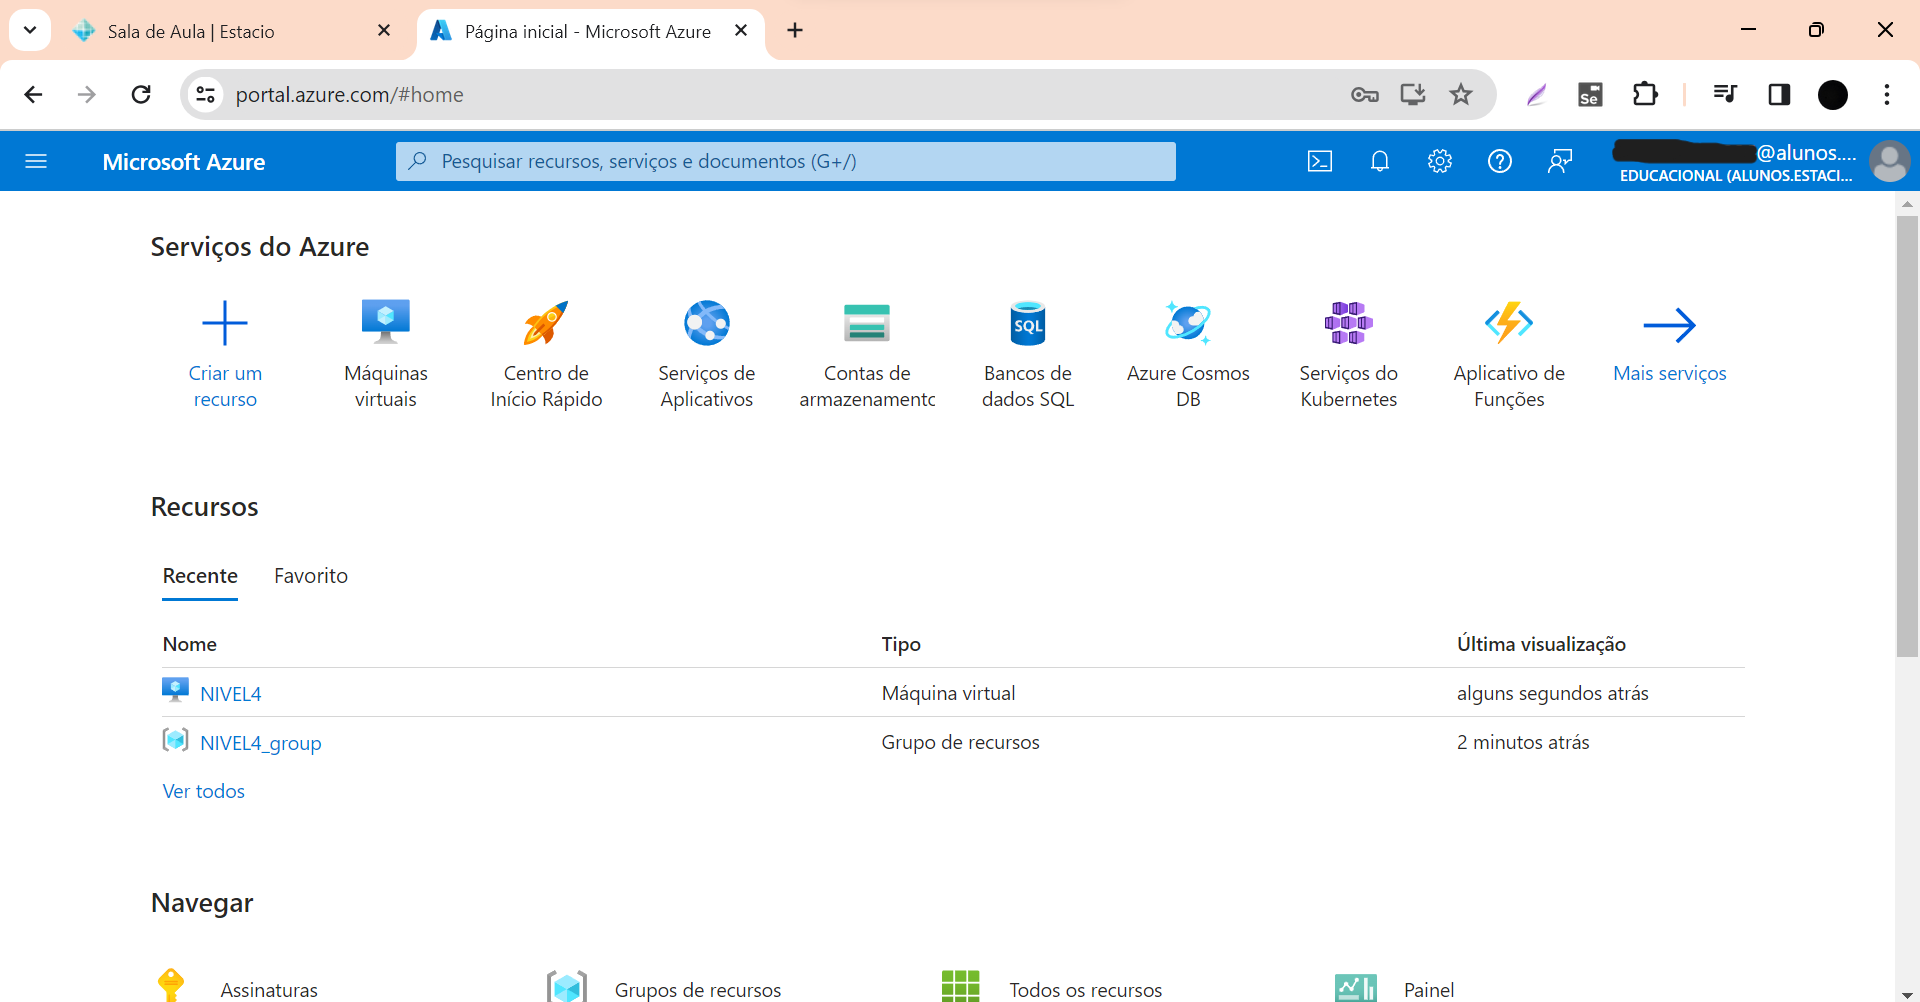 Sala de Aula | Estacio
Página inicial - Microsoft Azure
portal.azure.com/#home
Se
Microsoft Azure
Pesquisar recursos, serviços e documentos (G+/)
@alunos....
EDUCACIONAL (ALUNOS.ESTACI...
Serviços do Azure
Criar um
recurso
Máquinas
virtuais
Centro de
Início Rápido
Serviços de
Aplicativos
Contas de
armazenamento
SQL
Bancos de
dados SQL
Azure Cosmos
DB
Serviços do
Kubernetes
Aplicativo de
Funções
Mais serviços
Recursos
Recente Favorito
Nome Tipo Última visualização
NIVEL4 Máquina virtual alguns segundos atrás
NIVEL4_group Grupo de recursos 2 minutos atrás
Ver todos
Navegar
Assinaturas Grupos de recursos Todos os recursos Painel